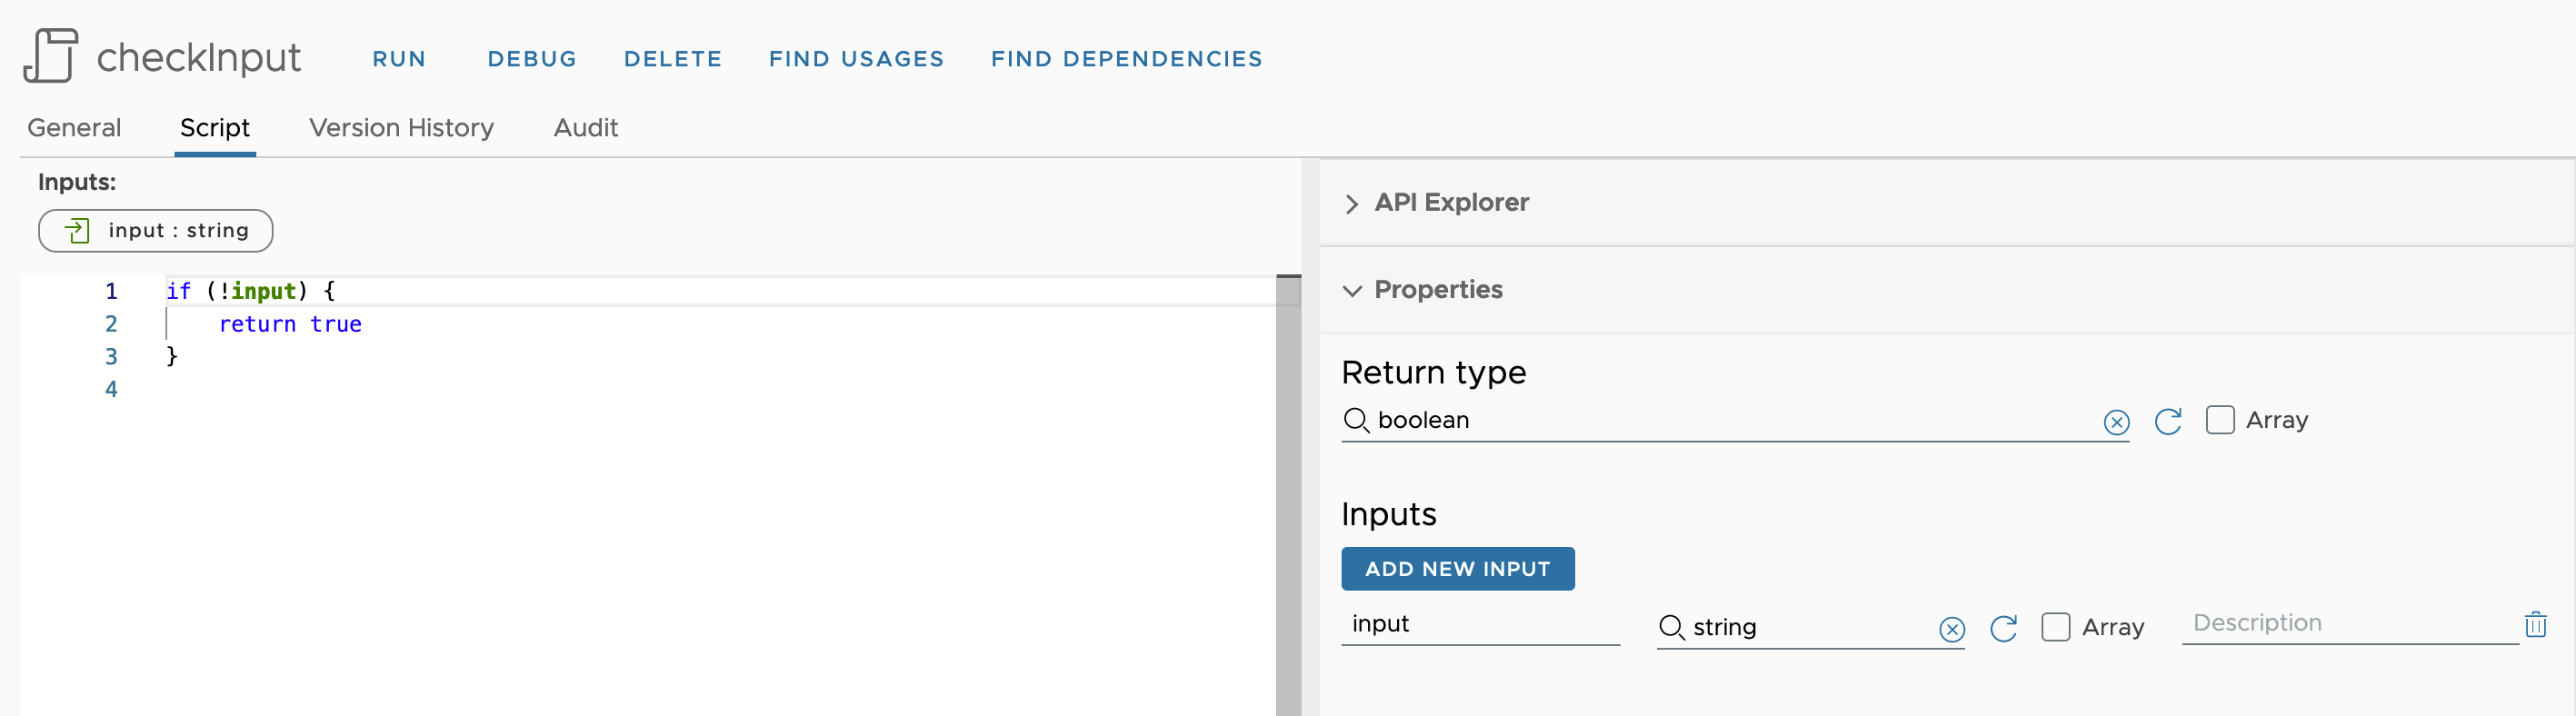 checkInput RUN DEBUG DELETE FIND USAGES FIND DEPENDENCIES
General Script Version History Audit
Inputs:
input : string
1 if (!input) {
2 return true
3 }
4
API Explorer
Properties
Return type
boolean Array
Inputs
ADD NEW INPUT
input string Array Description